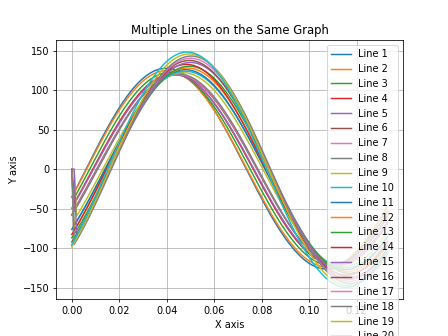 Multiple Lines on the Same Graph
Y axis
150
100
50
0
−50
−100
−150
0.00
0.02
0.04
0.06
0.08
0.10
X axis
Line 1
Line 2
Line 3
Line 4
Line 5
Line 6
Line 7
Line 8
Line 9
Line 10
Line 11
Line 12
Line 13
Line 14
Line 15
Line 16
Line 17
Line 18
Line 19
Line 20